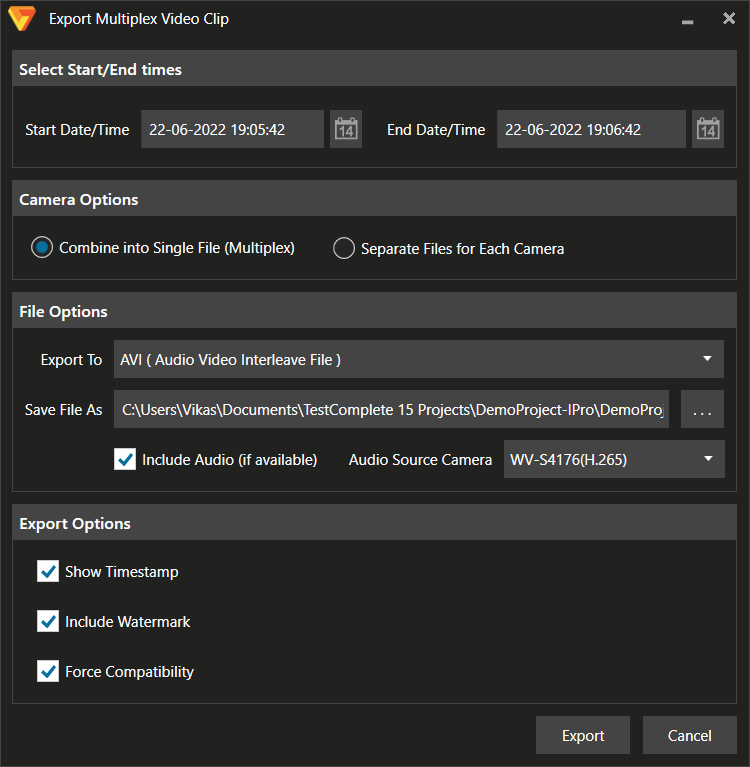 Export Multiplex Video Clip
Select Start/End times
Start Date/Time 22-06-2022 19:05:42 14 End Date/Time 22-06-2022 19:06:42 14
Camera Options
Combine into Single File (Multiplex) Separate Files for Each Camera
File Options
Export To AVI ( Audio Video Interleave File )
Save File As C:\Users\Vikas\Documents\TestComplete 15 Projects\DemoProject-IPro\DemoProj ...
Include Audio (if available) Audio Source Camera WV-S4176(H.265)
Export Options
Show Timestamp
Include Watermark
Force Compatibility
Export Cancel